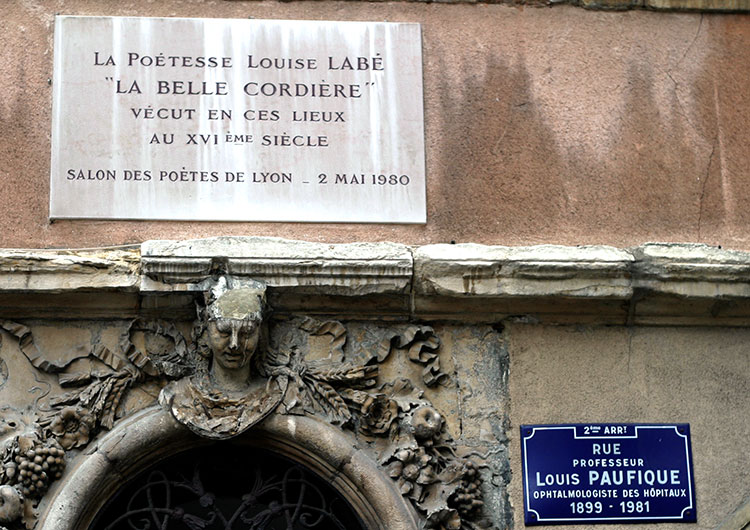 La Poétesse Louise LABÉ
"LA BELLE CORDIÈRE"
VÉCUT EN CES LIEUX
AU XVIÈME SIÈCLE
SALON DES POÈTES DE LYON - 2 MAI 1980
2ème ARRT
RUE
PROFESSEUR
Louis PAUFIQUE
OPHTALMOLOGISTE DES HÔPITAUX
1899 - 1981